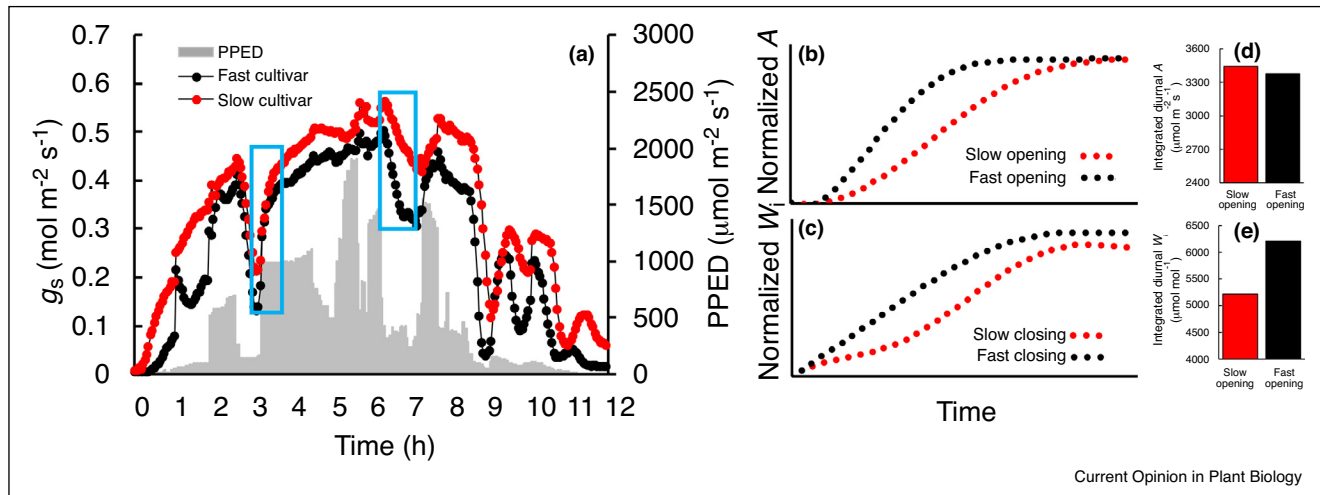 0.7
0.6
0.5
0.4
0.3
0.2
0.1
0
gs (mol m-2 s-1)
PPED
Fast cultivar
Slow cultivar
(a)
3000
2500
2000
1500
1000
500
0
PPED (μmol m-2 s-1)
0 1 2 3 4 5 6 7 8 9 10 11 12
Time (h)
(b)
Normalized A
Slow opening
Fast opening
(c)
Normalized Wi
Slow closing
Fast closing
Time
(d)
Integrated diurnal A
(μmol m-2 s-1)
3600
3300
3000
2700
2400
Slow Fast
opening opening
(e)
Integrated diurnal Wi
(μmol mol-1)
6500
6000
5500
5000
4500
4000
Slow Fast
opening opening
Current Opinion in Plant Biology